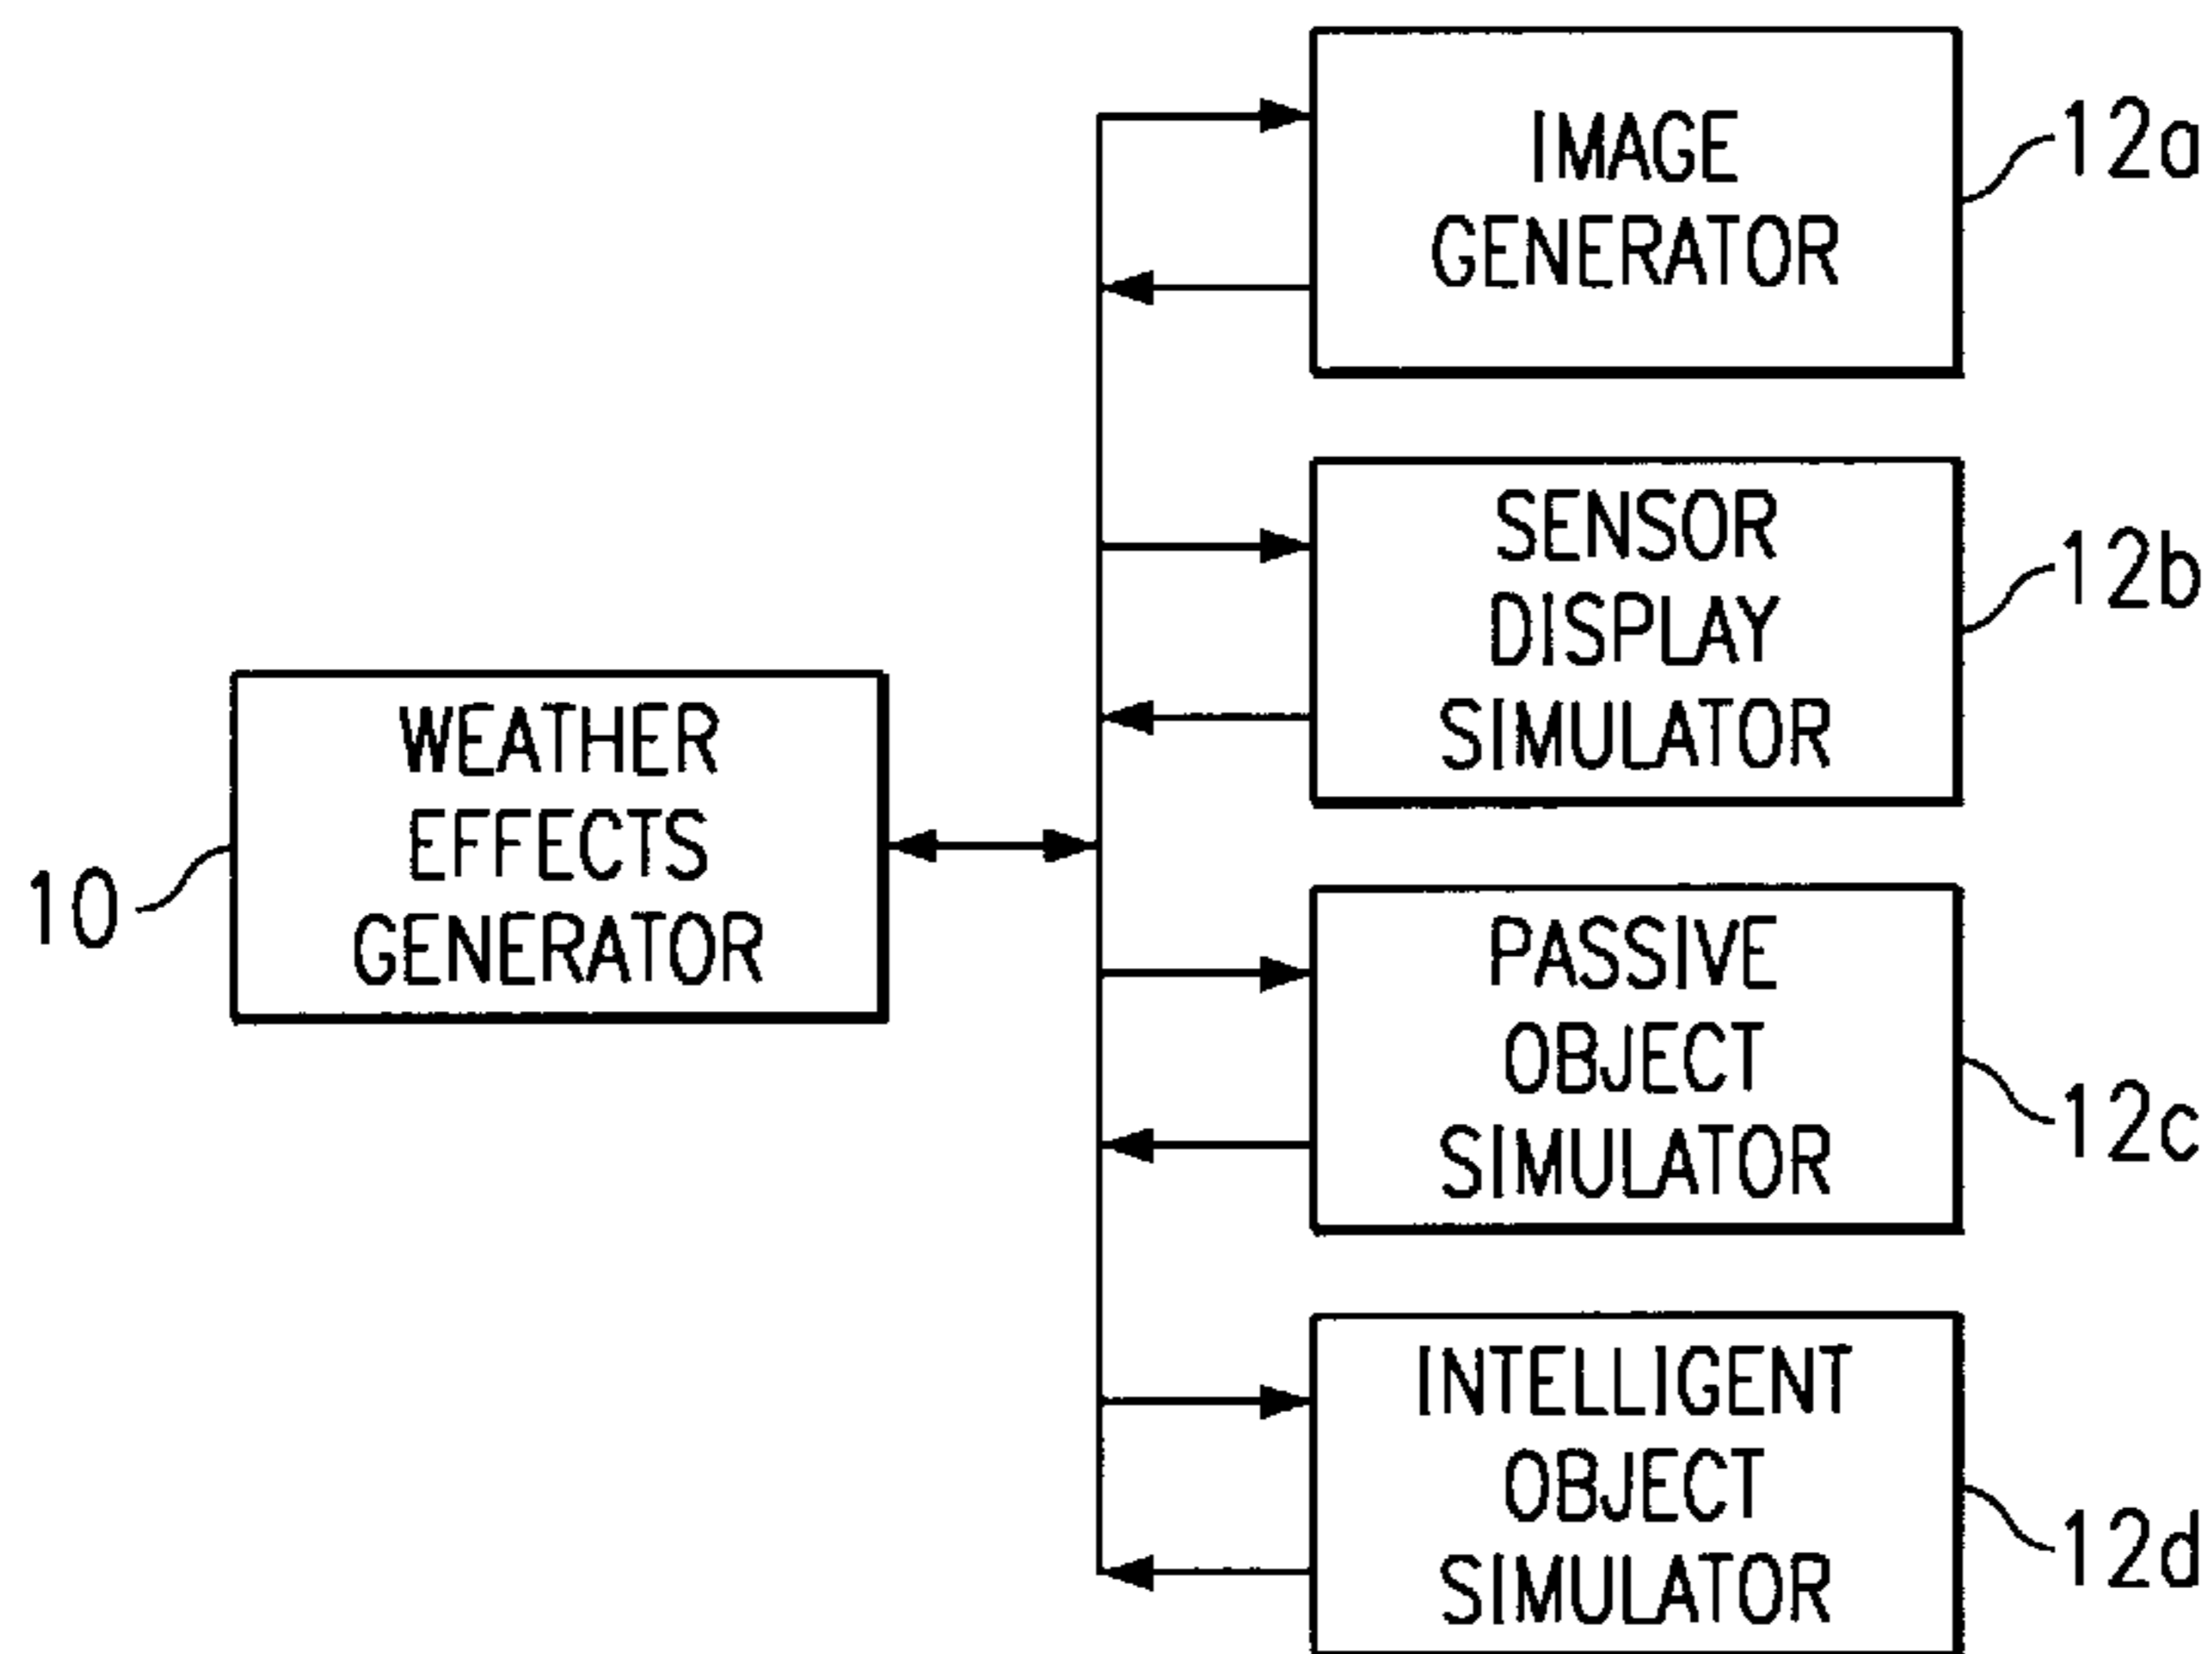 IMAGE
GENERATOR
12a
SENSOR
DISPLAY
SIMULATOR
12b
WEATHER
EFFECTS
GENERATOR
10
PASSIVE
OBJECT
SIMULATOR
12c
INTELLIGENT
OBJECT
SIMULATOR
12d